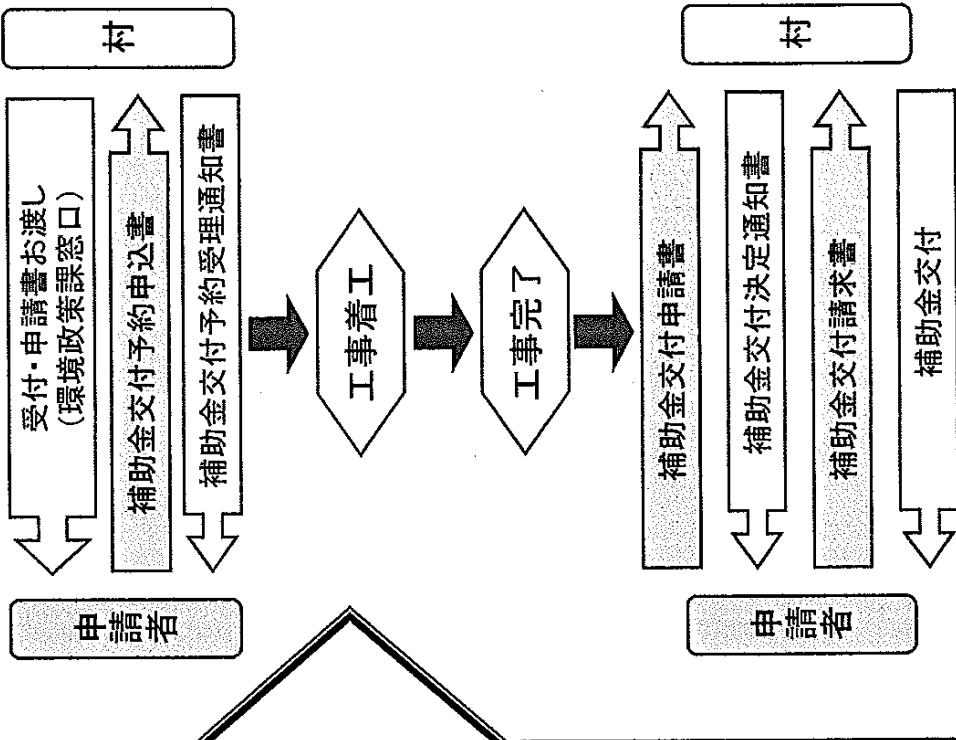 村
受付・申請書お渡し
（環境政策課窓口）
補助金交付予約申込書
補助金交付予約受理通知書
申請者
工事着工
工事完了
村
補助金交付申請書
補助金交付決定通知書
補助金交付請求書
補助金交付
申請者